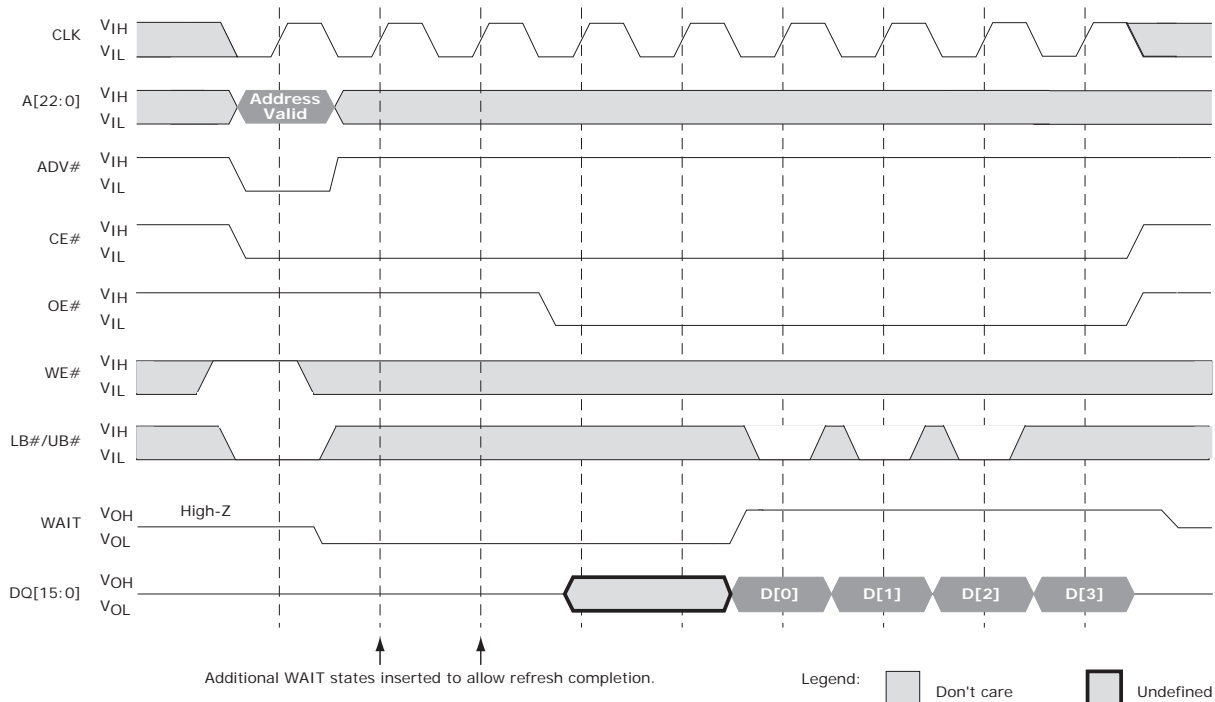 CLK VIH
VIL
A[22:0] VIH
VIL
Address
Valid
ADV# VIH
VIL
CE# VIH
VIL
OE# VIH
VIL
WE# VIH
VIL
LB#/UB# VIH
VIL
WAIT VOH
VOL
High-Z
DQ[15:0] VOH
VOL
D[0] D[1] D[2] D[3]
Additional WAIT states inserted to allow refresh completion.
Legend: Don't care Undefined